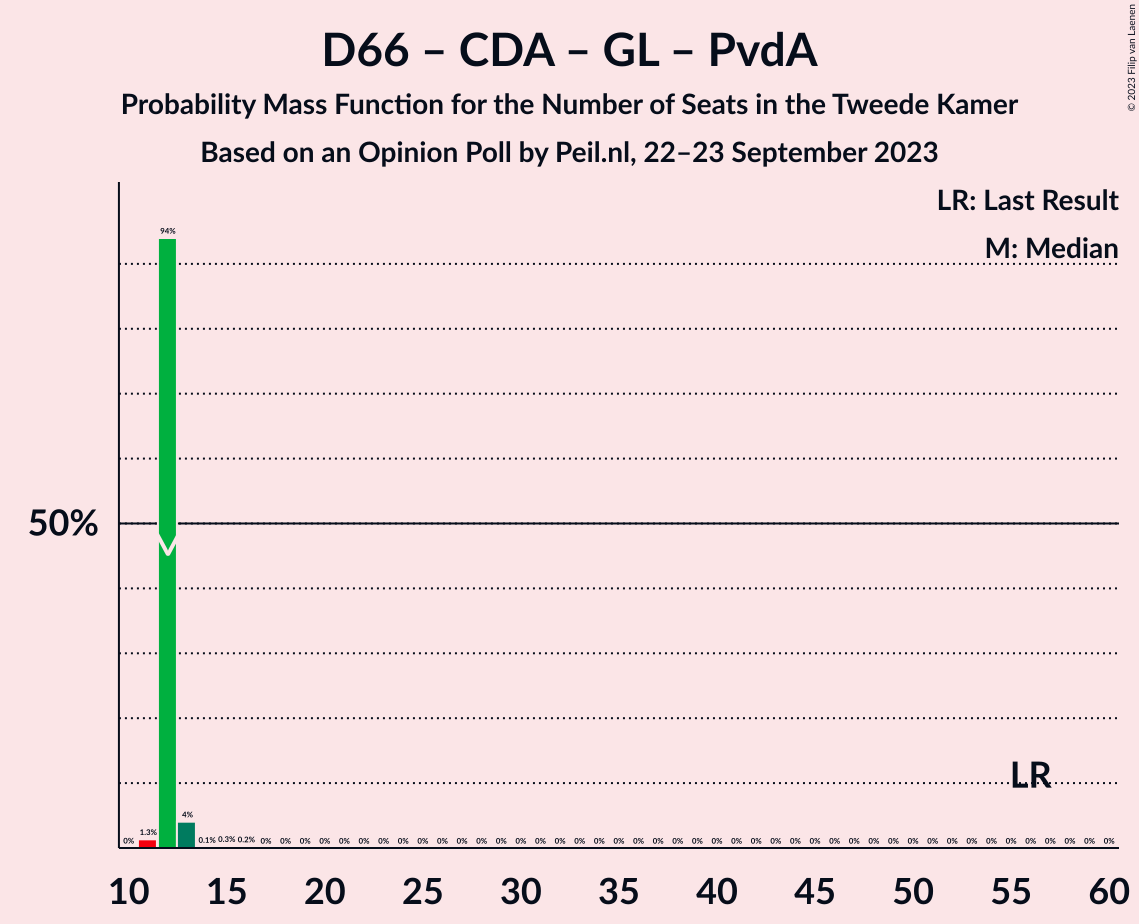 D66 – CDA – GL – PvdA
Probability Mass Function for the Number of Seats in the Tweede Kamer
Based on an Opinion Poll by Peil.nl, 22–23 September 2023
© 2023 Filip van Laenen
LR: Last Result
M: Median
94%
50%
LR
0% 1.3% 4% 0.1% 0.3% 0.2% 0% 0% 0% 0% 0% 0% 0% 0% 0% 0% 0% 0% 0% 0% 0% 0% 0% 0% 0% 0% 0% 0% 0% 0% 0% 0% 0% 0% 0% 0% 0% 0% 0% 0% 0% 0% 0% 0% 0% 0% 0% 0% 0% 0%
10 15 20 25 30 35 40 45 50 55 60